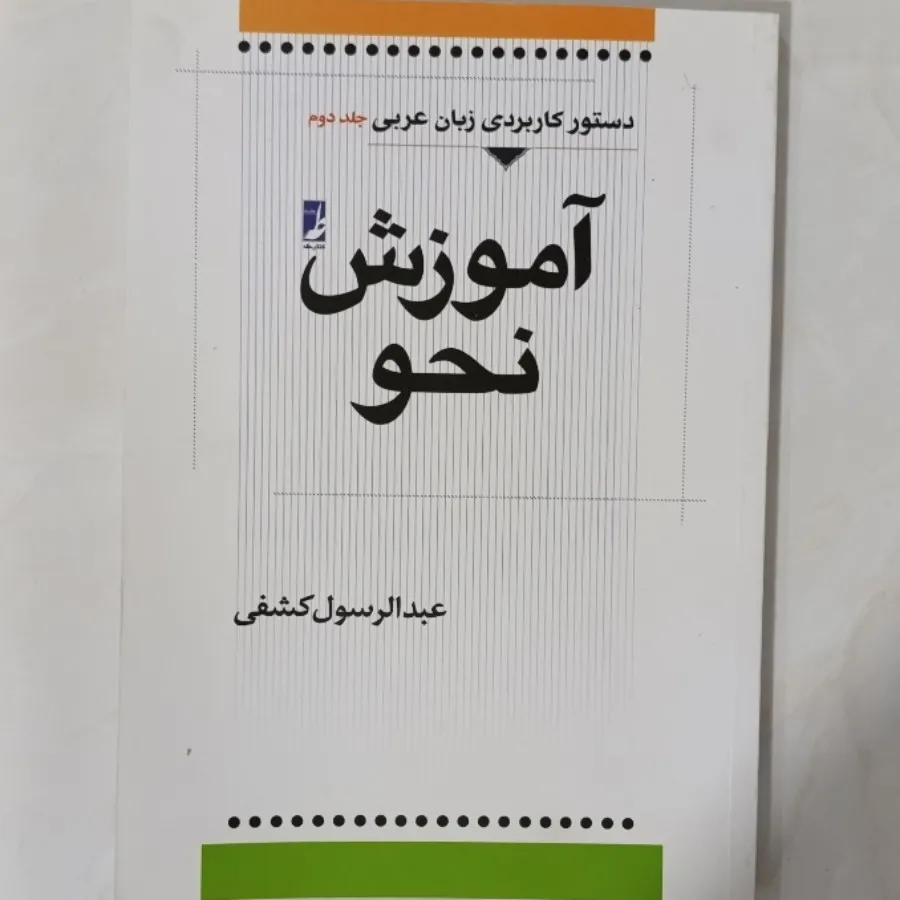 دستور کاربردی زبان عربی جلد دوم
آموزش
نحو
عبدالرسول کشفی